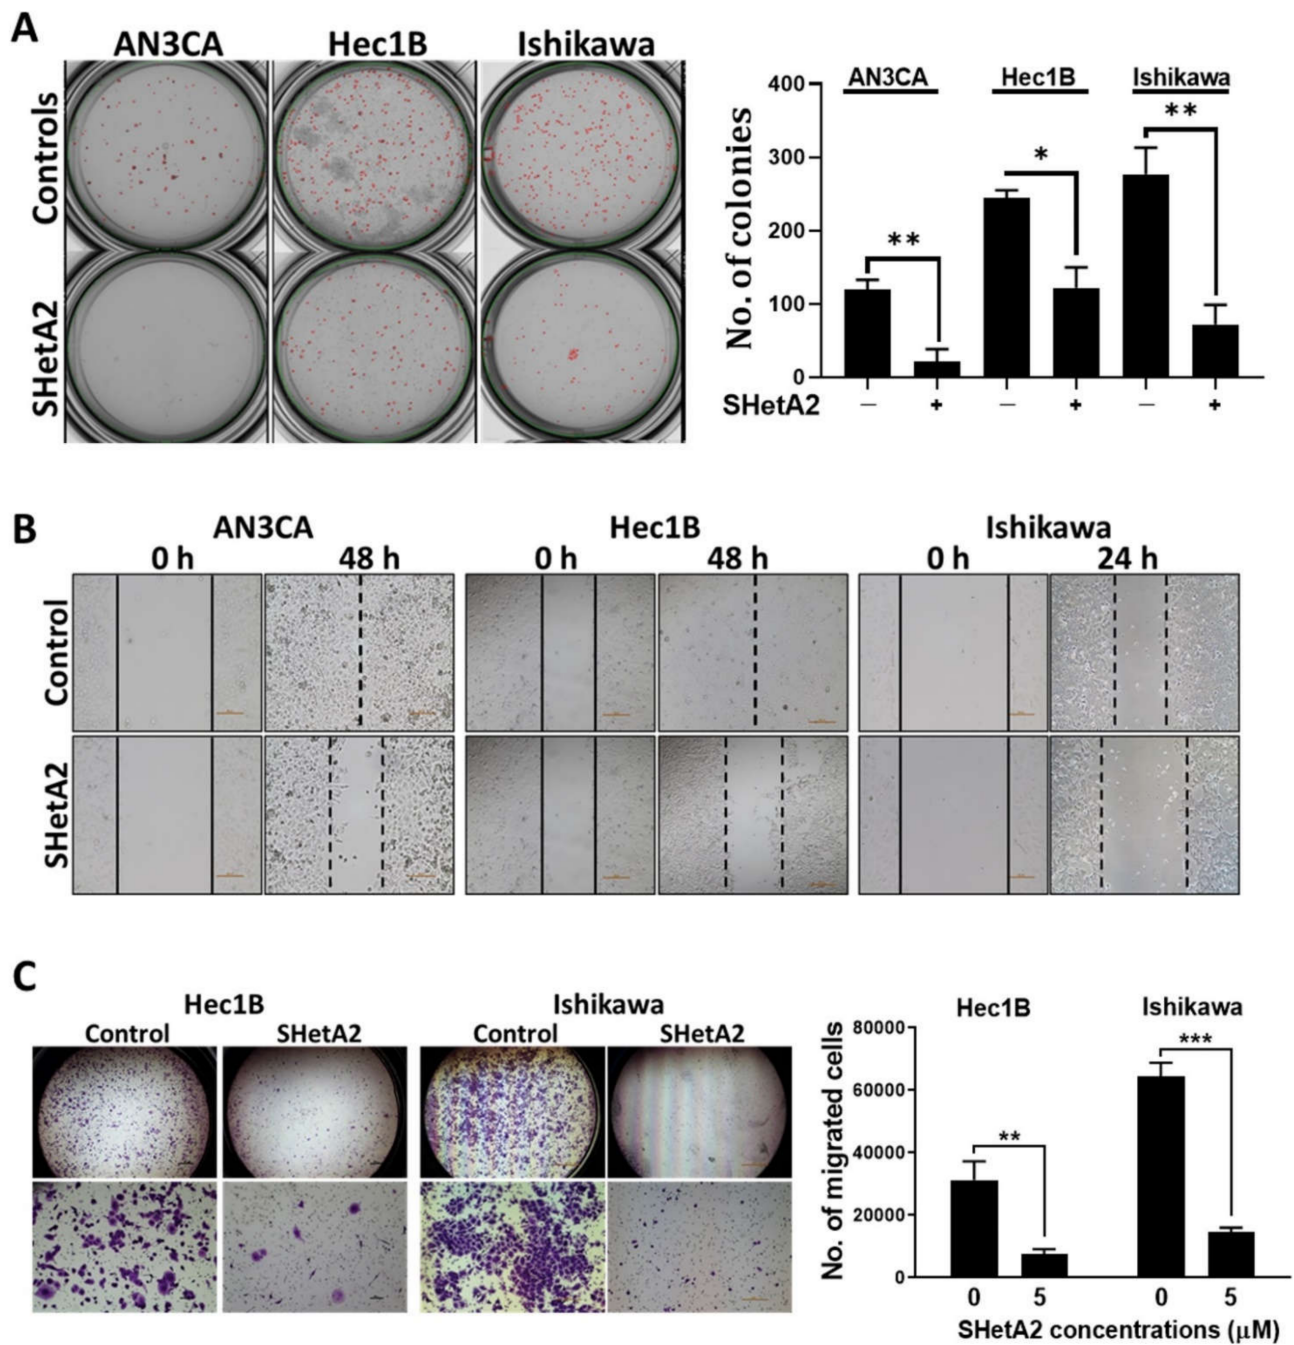 A
AN3CA Hec1B Ishikawa
Controls
SHetA2
No. of colonies
400
300
200
100
0
AN3CA Hec1B Ishikawa
** * **
SHetA2 — + — + — +
B
AN3CA Hec1B Ishikawa
0 h 48 h 0 h 48 h 0 h 24 h
Control
SHetA2
C
Hec1B Ishikawa
Control SHetA2 Control SHetA2
No. of migrated cells
80000
60000
40000
20000
0
Hec1B Ishikawa
** ***
0 5 0 5
SHetA2 concentrations (µM)